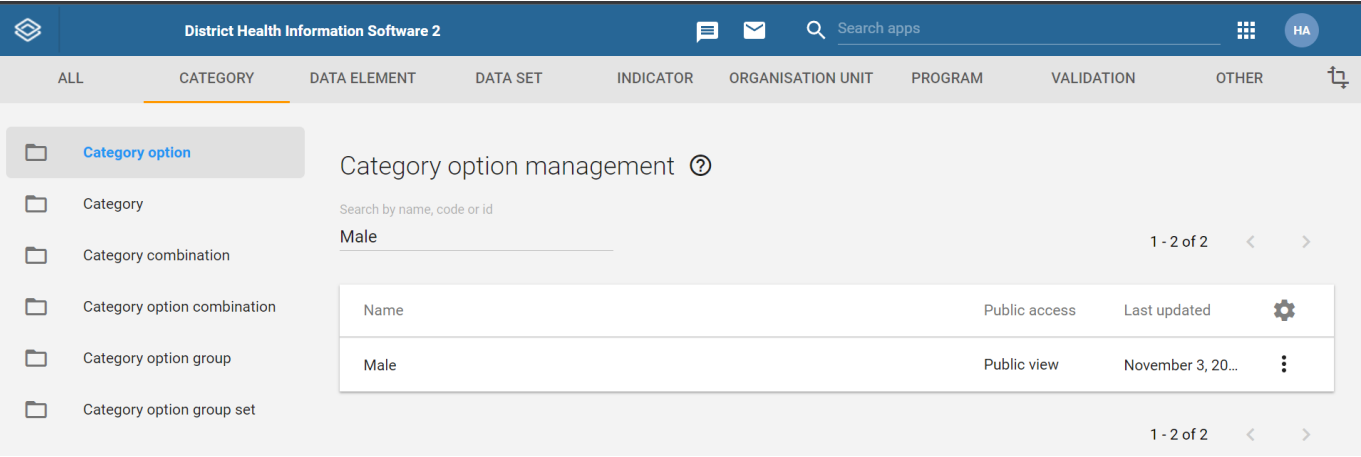 District Health Information Software 2
Search apps
HA
ALL
CATEGORY
DATA ELEMENT
DATA SET
INDICATOR
ORGANISATION UNIT
PROGRAM
VALIDATION
OTHER
Category option
Category
Category combination
Category option combination
Category option group
Category option group set
Category option management
Search by name, code or id
Male
1 - 2 of 2
Name Public access Last updated
Male Public view November 3, 20...
1 - 2 of 2